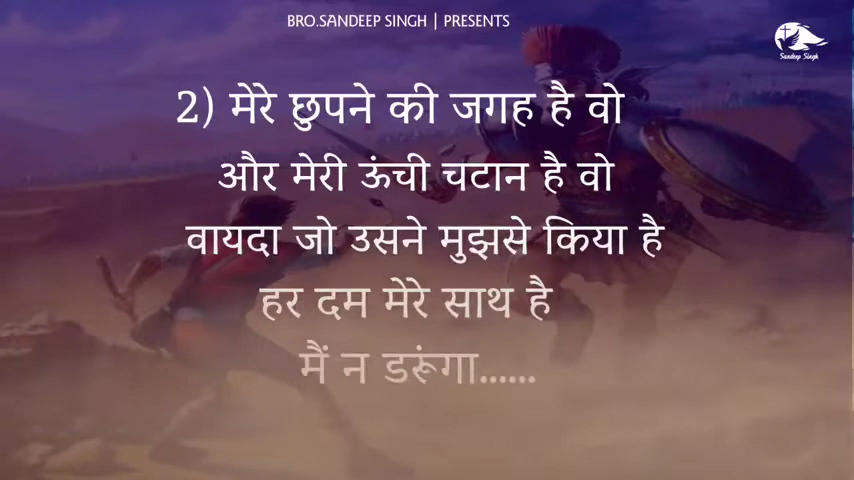 BRO.SANDEEP SINGH | PRESENTS
Sandeep Singh
2) मेरे छुपने की जगह है वो
और मेरी ऊंची चटान है वो
वायदा जो उसने मुझसे किया है
हर दम मेरे साथ है
मैं न डरूंगा......